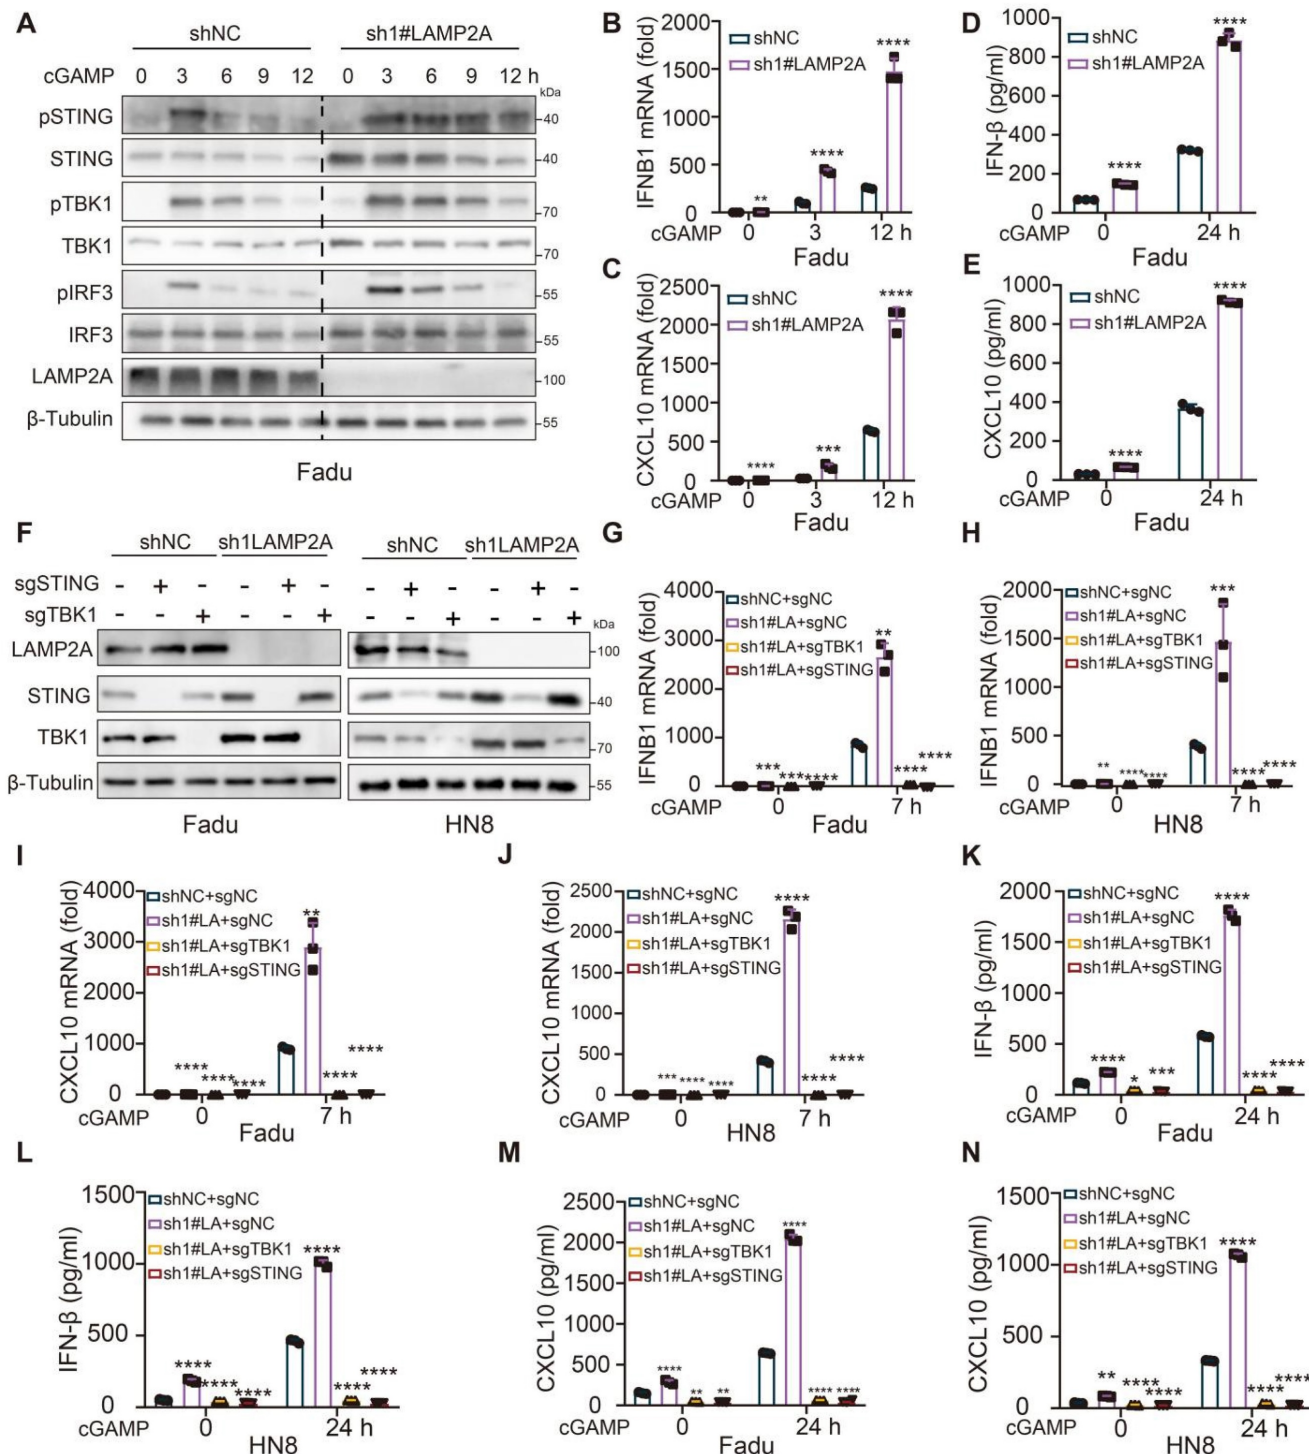 A
shNC sh1#LAMP2A
cGAMP 0 3 6 9 12 0 3 6 9 12 h
kDa
pSTING 40
STING 40
pTBK1 70
TBK1 70
pIRF3 55
IRF3 55
LAMP2A 100
β-Tubulin 55
Fadu
B
IFNB1 mRNA (fold)
2000
1500
1000
500
0
shNC
sh1#LAMP2A
** **** ****
cGAMP 0 3 12 h
Fadu
C
CXCL10 mRNA (fold)
2500
2000
1500
1000
500
0
shNC
sh1#LAMP2A
**** *** ****
cGAMP 0 3 12 h
Fadu
D
IFN-β (pg/ml)
1000
800
600
400
200
0
shNC
sh1#LAMP2A
**** ****
cGAMP 0 24 h
Fadu
E
CXCL10 (pg/ml)
1000
800
600
400
200
0
shNC
sh1#LAMP2A
**** ****
cGAMP 0 24 h
Fadu
F
shNC sh1LAMP2A shNC sh1LAMP2A
sgSTING - + - - + - - + - - + -
sgTBK1 - - + - - + - - + - - +
kDa
LAMP2A 100
STING 40
TBK1 70
β-Tubulin 55
Fadu HN8
G
IFNB1 mRNA (fold)
4000
3000
2000
1000
0
shNC+sgNC
sh1#LA+sgNC
sh1#LA+sgTBK1
sh1#LA+sgSTING
*** *** **** ** **** ****
cGAMP 0 7 h
Fadu
H
IFNB1 mRNA (fold)
2000
1500
1000
500
0
shNC+sgNC
sh1#LA+sgNC
sh1#LA+sgTBK1
sh1#LA+sgSTING
** **** **** *** **** ****
cGAMP 0 7 h
HN8
I
CXCL10 mRNA (fold)
4000
3000
2000
1000
0
shNC+sgNC
sh1#LA+sgNC
sh1#LA+sgTBK1
sh1#LA+sgSTING
**** **** **** ** **** ****
cGAMP 0 7 h
Fadu
J
CXCL10 mRNA (fold)
2500
2000
1500
1000
500
0
shNC+sgNC
sh1#LA+sgNC
sh1#LA+sgTBK1
sh1#LA+sgSTING
*** **** **** **** **** ****
cGAMP 0 7 h
HN8
K
IFN-β (pg/ml)
2000
1500
1000
500
0
shNC+sgNC
sh1#LA+sgNC
sh1#LA+sgTBK1
sh1#LA+sgSTING
**** * *** **** **** ****
cGAMP 0 24 h
Fadu
L
IFN-β (pg/ml)
1500
1000
500
0
shNC+sgNC
sh1#LA+sgNC
sh1#LA+sgTBK1
sh1#LA+sgSTING
**** **** **** **** **** ****
cGAMP 0 24 h
HN8
M
CXCL10 (pg/ml)
2500
2000
1500
1000
500
0
shNC+sgNC
sh1#LA+sgNC
sh1#LA+sgTBK1
sh1#LA+sgSTING
**** ** ** **** **** ****
cGAMP 0 24 h
Fadu
N
CXCL10 (pg/ml)
1500
1000
500
0
shNC+sgNC
sh1#LA+sgNC
sh1#LA+sgTBK1
sh1#LA+sgSTING
** **** **** **** **** ****
cGAMP 0 24 h
HN8